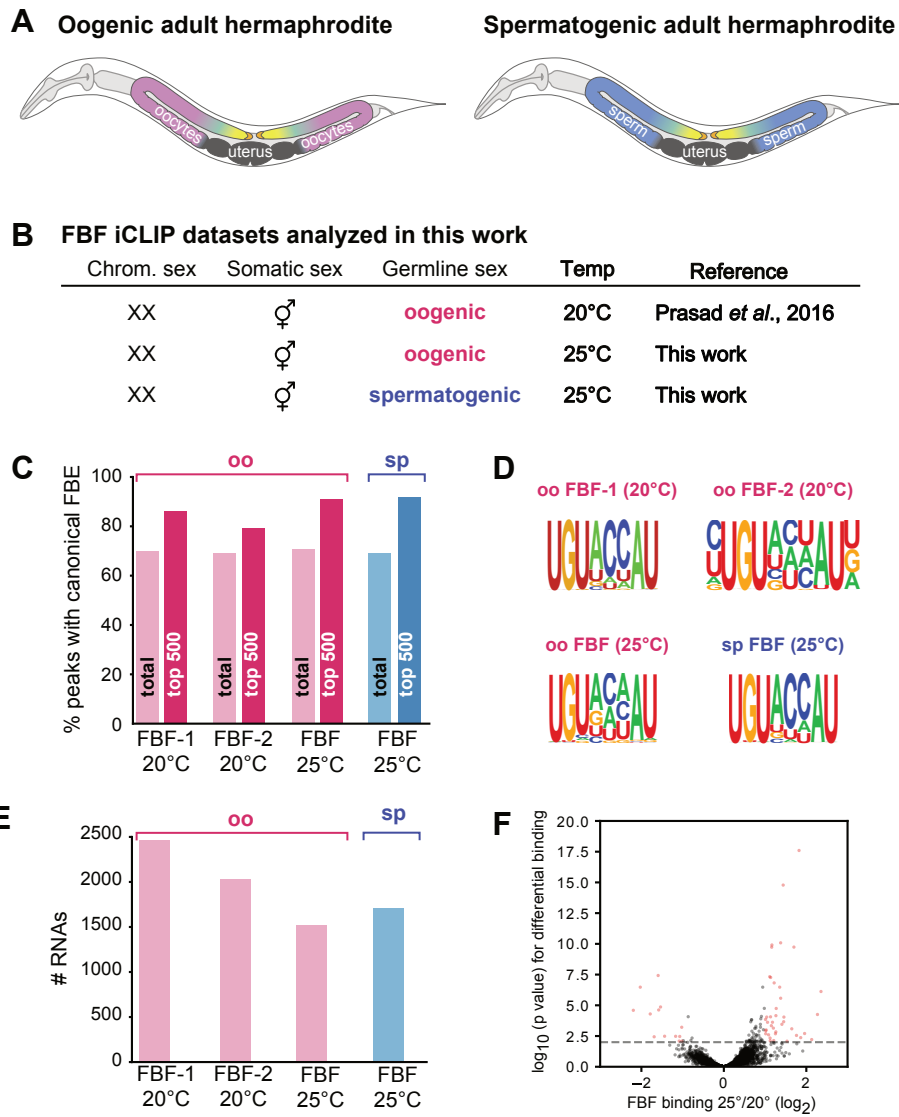 A Oogenic adult hermaphrodite
Spermatogenic adult hermaphrodite
oocytes uterus oocytes
sperm uterus sperm
B FBF iCLIP datasets analyzed in this work
Chrom. sex Somatic sex Germline sex Temp Reference
XX ⚥ oogenic 20°C Prasad et al., 2016
XX ⚥ oogenic 25°C This work
XX ⚥ spermatogenic 25°C This work
C
oo sp
% peaks with canonical FBE
100
80
60
40
20
0
total top 500 total top 500 total top 500 total top 500
FBF-1 FBF-2 FBF FBF
20°C 20°C 25°C 25°C
D
oo FBF-1 (20°C) oo FBF-2 (20°C)
UGUACCAU
CUGUACUAUU
oo FBF (25°C) sp FBF (25°C)
UGUACAAU
UGUACCAU
E
oo sp
# RNAs
2500
2000
1500
1000
500
0
FBF-1 FBF-2 FBF FBF
20°C 20°C 25°C 25°C
F
log10 (p value) for differential binding
20.0
17.5
15.0
12.5
10.0
7.5
5.0
2.5
0.0
−2 0 2
FBF binding 25°/20° (log2)